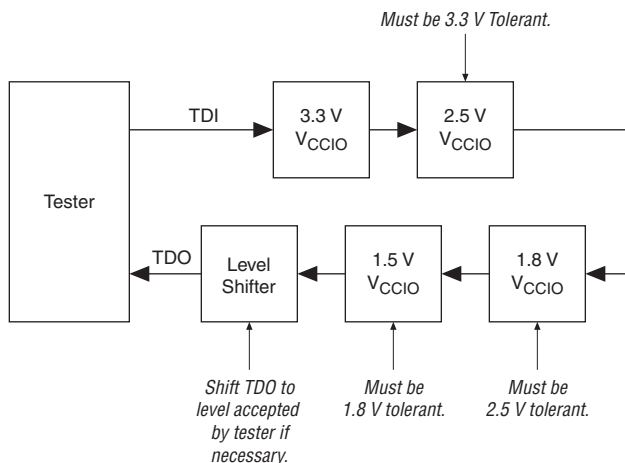 Must be 3.3 V Tolerant.
TDI
3.3 V
VCCIO
2.5 V
VCCIO
Tester
TDO
Level
Shifter
1.5 V
VCCIO
1.8 V
VCCIO
Shift TDO to
level accepted
by tester if
necessary.
Must be
1.8 V tolerant.
Must be
2.5 V tolerant.